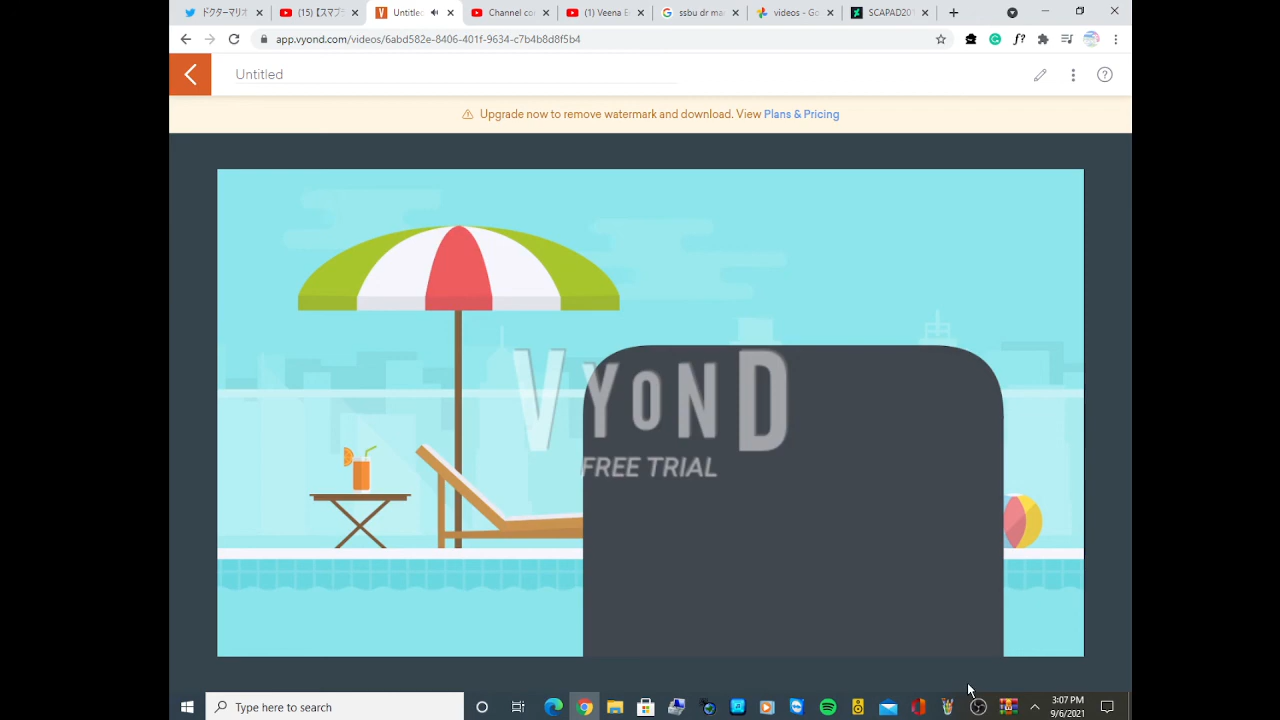 ドクターマリオ
(15) 【スマブラ
Untitled
Channel co
(1) Veena E
ssbu dr ma
videos - Go
SCAPAD201
app.vyond.com/videos/6abd582e-8406-401f-9634-c7b4b8d8f5b4
Untitled
Upgrade now to remove watermark and download. View Plans & Pricing
VYOND
FREE TRIAL
Type here to search
3:07 PM
9/6/2021